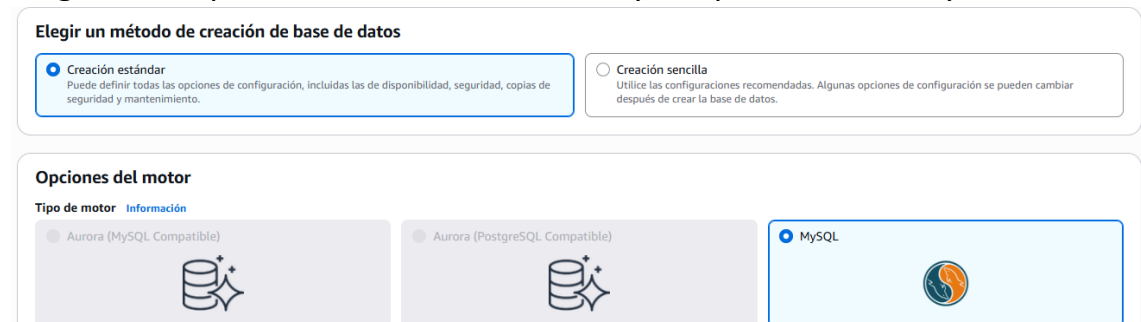 Elegir un método de creación de base de datos
Creación estándar
Puede definir todas las opciones de configuración, incluidas las de disponibilidad, seguridad, copias de
seguridad y mantenimiento.
Creación sencilla
Utilice las configuraciones recomendadas. Algunas opciones de configuración se pueden cambiar
después de crear la base de datos.
Opciones del motor
Tipo de motor Información
Aurora (MySQL Compatible)
Aurora (PostgreSQL Compatible)
MySQL